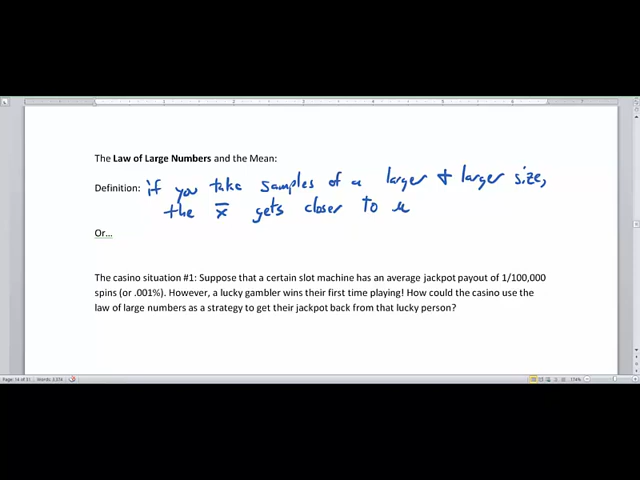 The Law of Large Numbers and the Mean:
Definition: if you take samples of a larger + larger size,
the x̄ gets closer to μ
Or...
The casino situation #1: Suppose that a certain slot machine has an average jackpot payout of 1/100,000
spins (or .001%). However, a lucky gambler wins their first time playing! How could the casino use the
law of large numbers as a strategy to get their jackpot back from that lucky person?